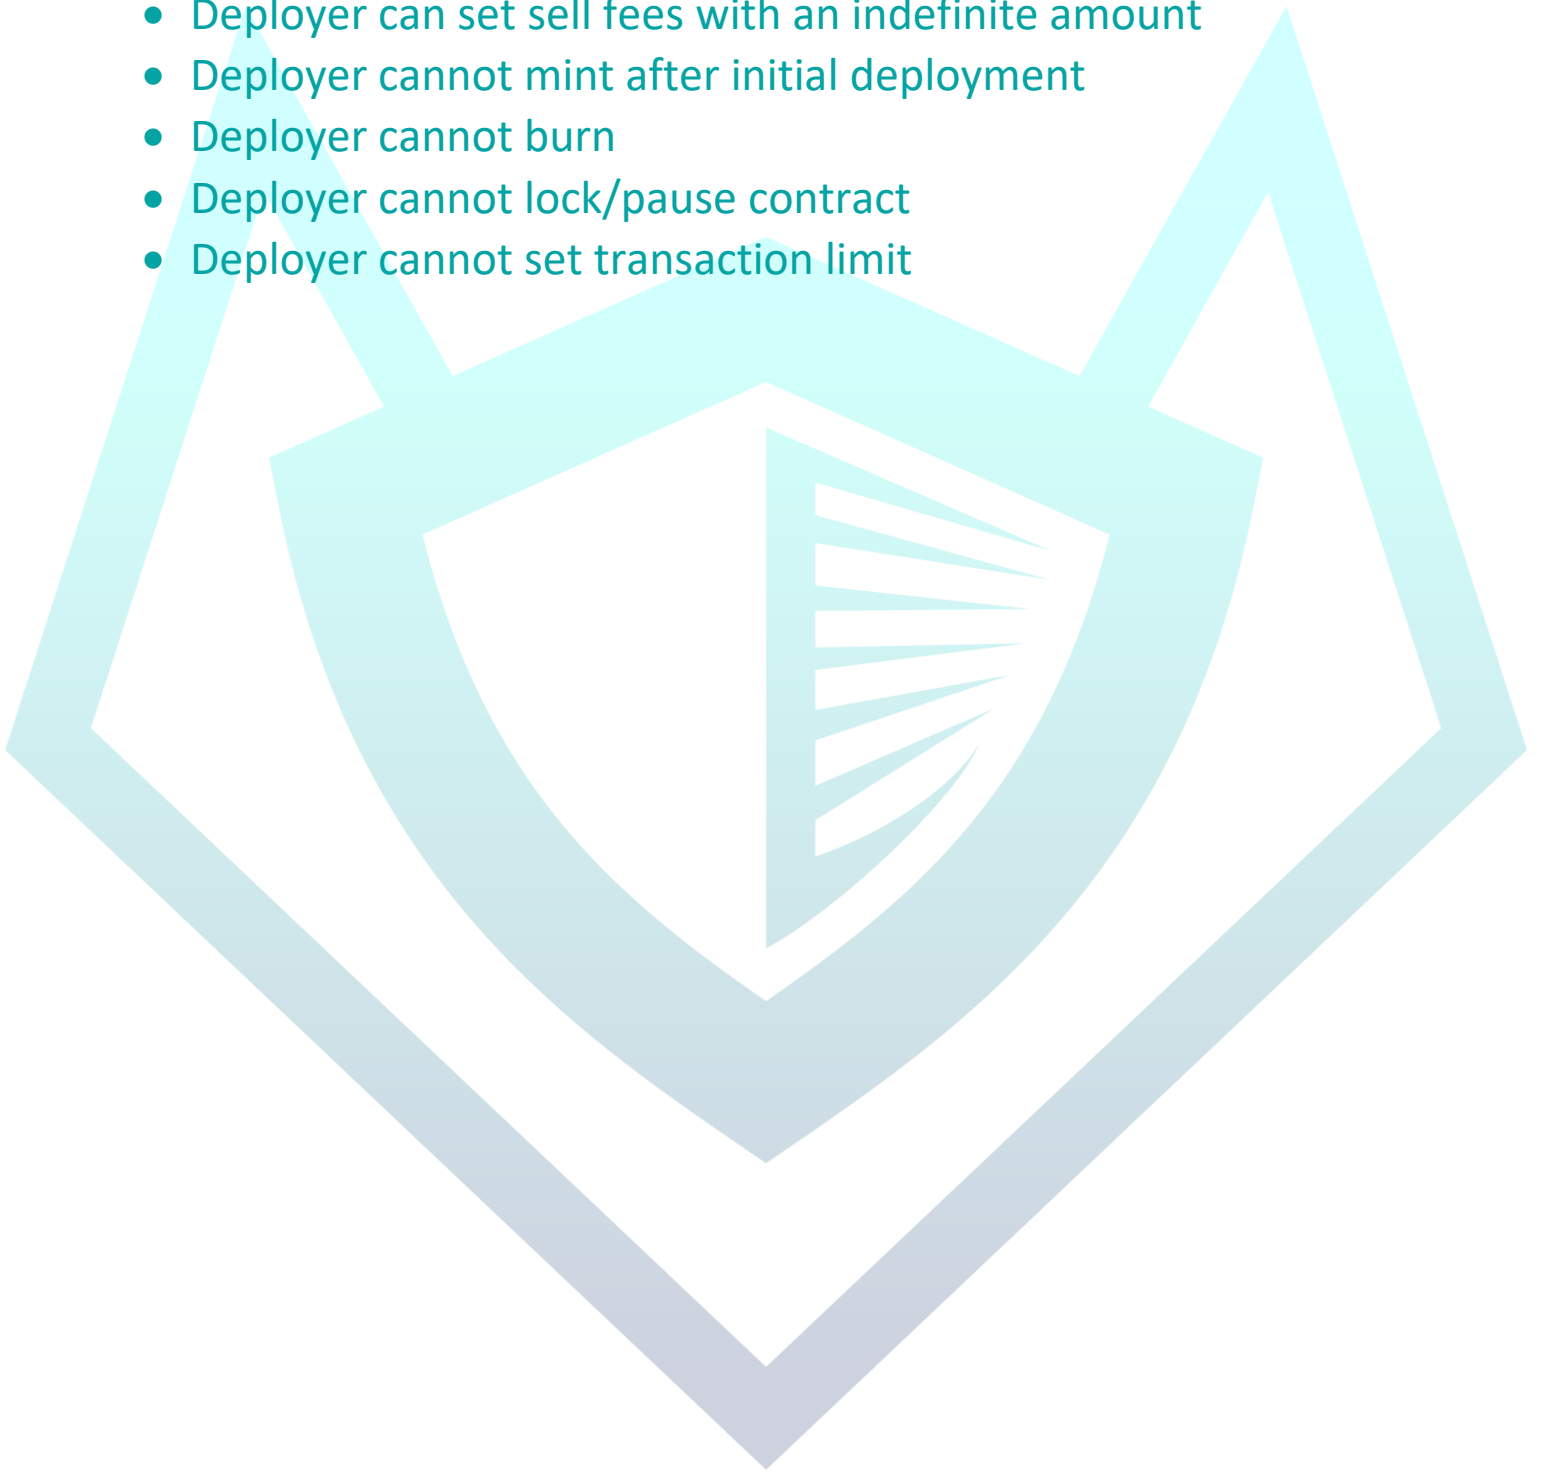 • Deployer can set sell fees with an indefinite amount
• Deployer cannot mint after initial deployment
• Deployer cannot burn
• Deployer cannot lock/pause contract
• Deployer cannot set transaction limit